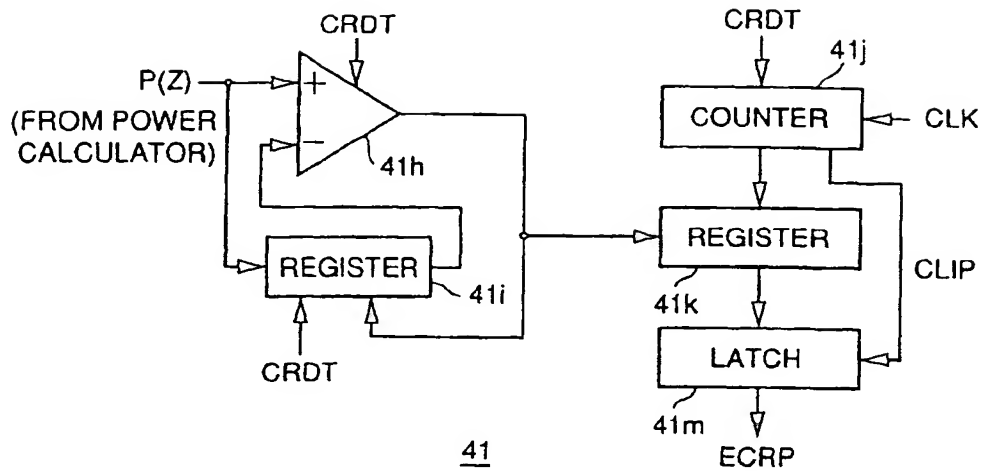 CRDT
P(Z)
(FROM POWER
CALCULATOR)
+
−
41h
REGISTER
41i
CRDT
CRDT
41j
COUNTER
CLK
REGISTER
41k
CLIP
LATCH
41m
ECRP
41